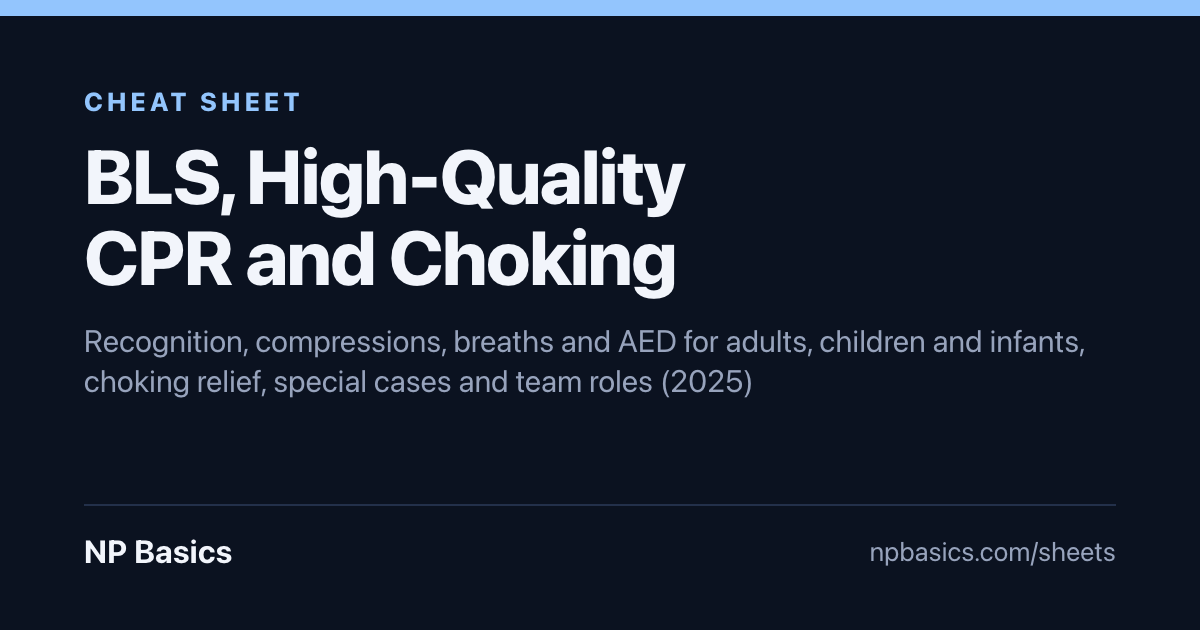 CHEAT SHEET
BLS, High-Quality
CPR and Choking
Recognition, compressions, breaths and AED for adults, children and infants,
choking relief, special cases and team roles (2025)
NP Basics
npbasics.com/sheets